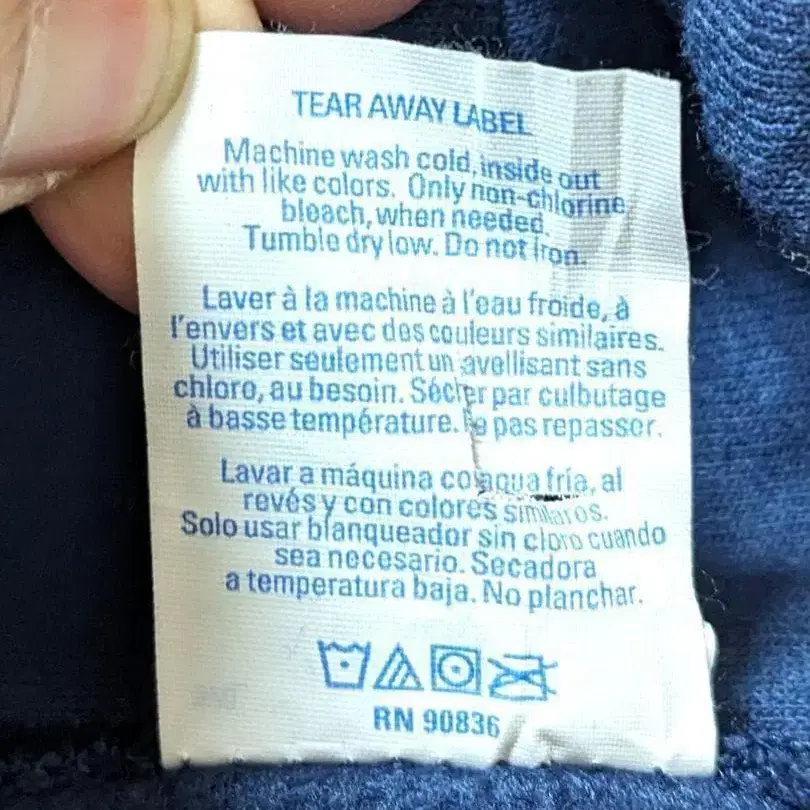 TEAR AWAY LABEL
Machine wash cold, inside out
with like colors. Only non-chlorine
bleach, when needed.
Tumble dry low. Do not Iron.
Laver à la machine à l'eau froide, à
l'envers et avec des couleurs similaires.
Utiliser seulement un avellisant sans
chloro, au besoin. Sécher par culbutage
à basse température. Ne pas repasser.
Lavar a máquina co agua fría, al
revés y con colores similares.
Solo usar blanqueador sin cloro cuando
sea necesario. Secadora
a temperatura baja. No planchar.
RN 90836